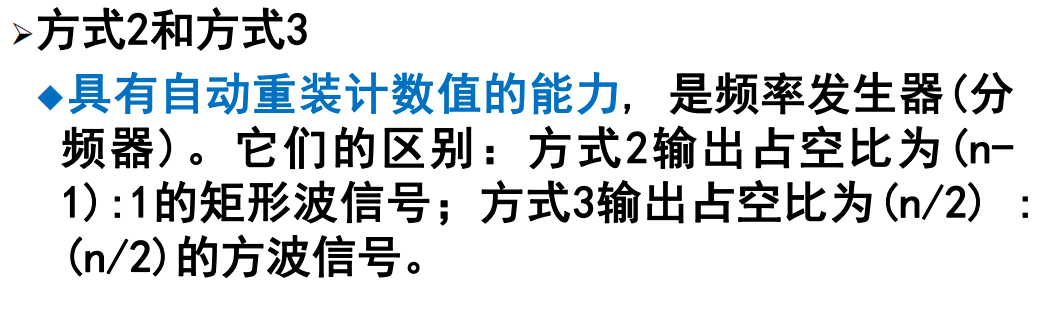 ➢方式2和方式3
◆具有自动重装计数值的能力, 是频率发生器(分
频器)。它们的区别：方式2输出占空比为(n-
1):1的矩形波信号；方式3输出占空比为(n/2) :
(n/2)的方波信号。